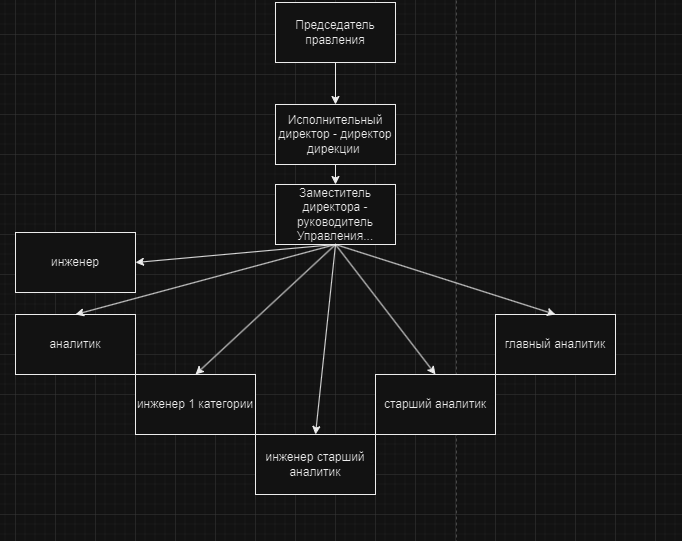 Председатель
правления
Исполнительный
директор - директор
дирекции
Заместитель
директора -
руководитель
Управления...
инженер
аналитик
главный аналитик
инженер 1 категории
старший аналитик
инженер старший
аналитик